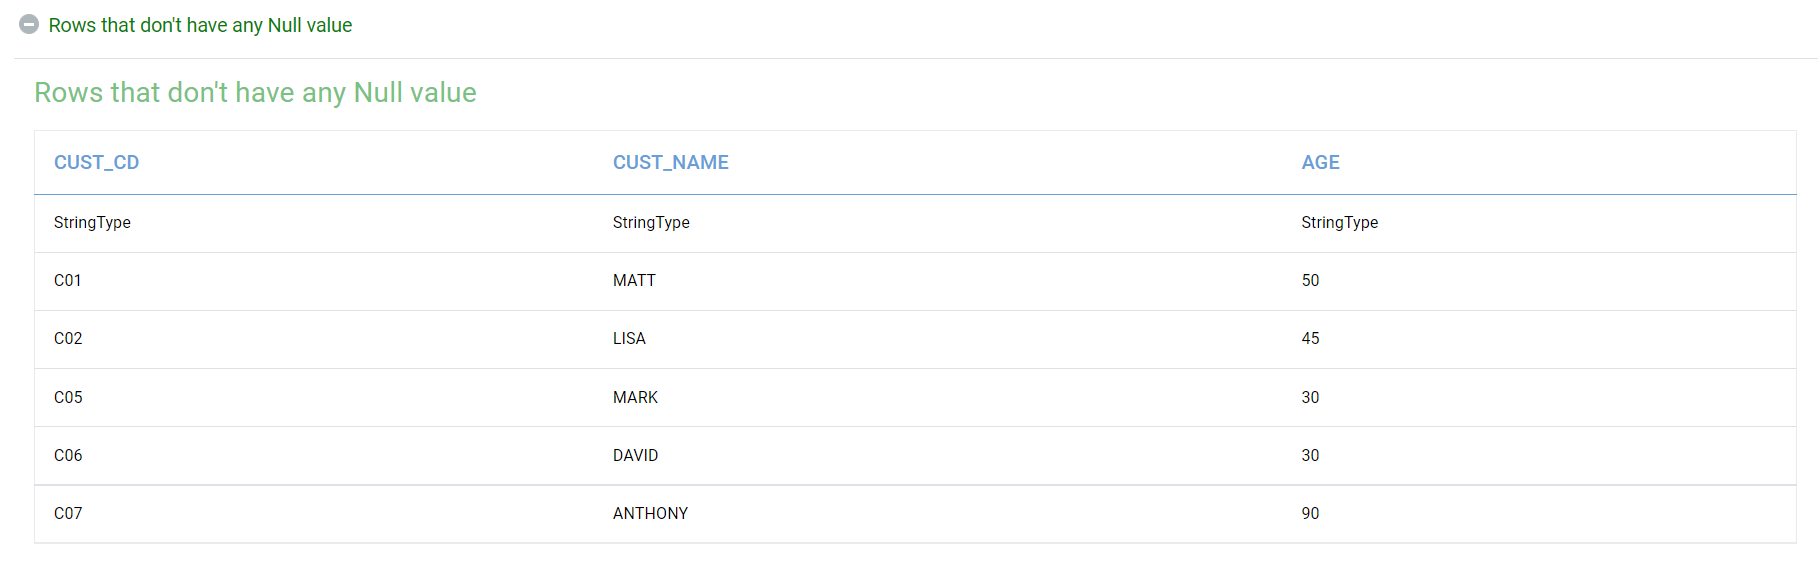 Rows that don't have any Null value
Rows that don't have any Null value
CUST_CD CUST_NAME AGE
StringType StringType StringType
C01 MATT 50
C02 LISA 45
C05 MARK 30
C06 DAVID 30
C07 ANTHONY 90